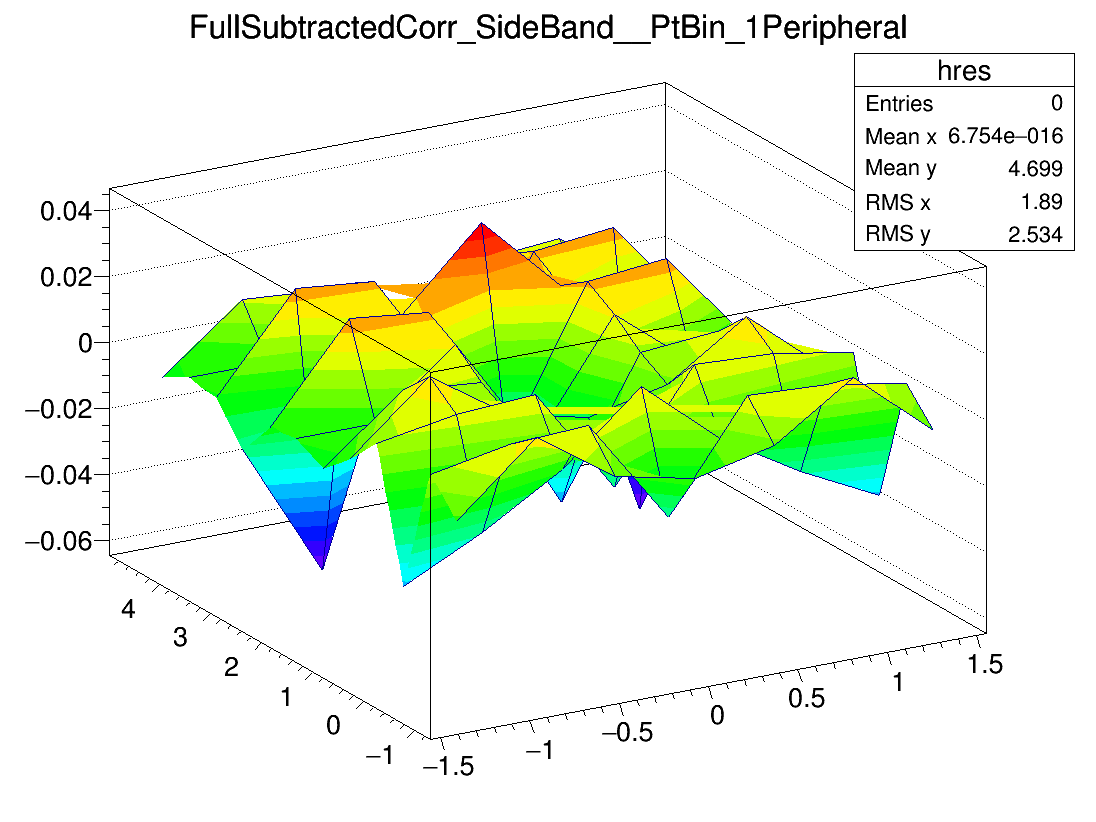 FullSubtractedCorr_SideBand__PtBin_1Peripheral
hres
Entries 0
Mean x 6.754e−016
Mean y 4.699
RMS x 1.89
RMS y 2.534
0.04
0.02
0
−0.02
−0.04
−0.06
4
3
2
1
0
−1
−1.5
−1
−0.5
0
0.5
1
1.5